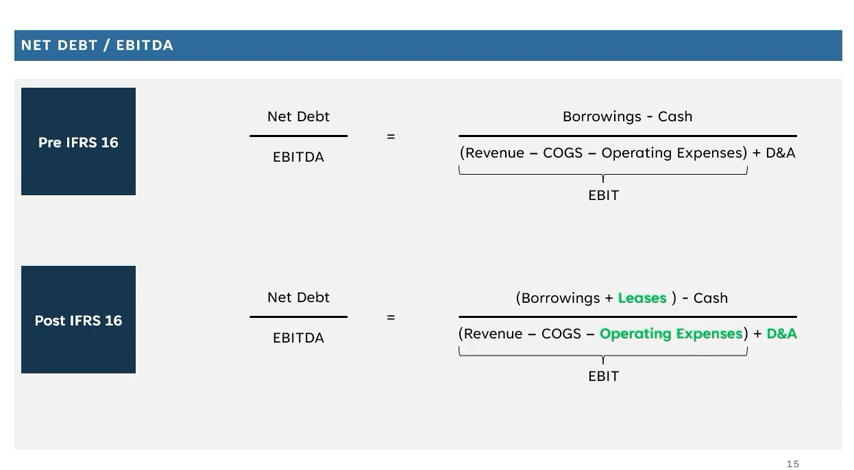 NET DEBT / EBITDA
Pre IFRS 16
Net Debt
EBITDA
=
Borrowings - Cash
(Revenue – COGS – Operating Expenses) + D&A
EBIT
Post IFRS 16
Net Debt
EBITDA
=
(Borrowings + Leases ) - Cash
(Revenue – COGS – Operating Expenses) + D&A
EBIT
15